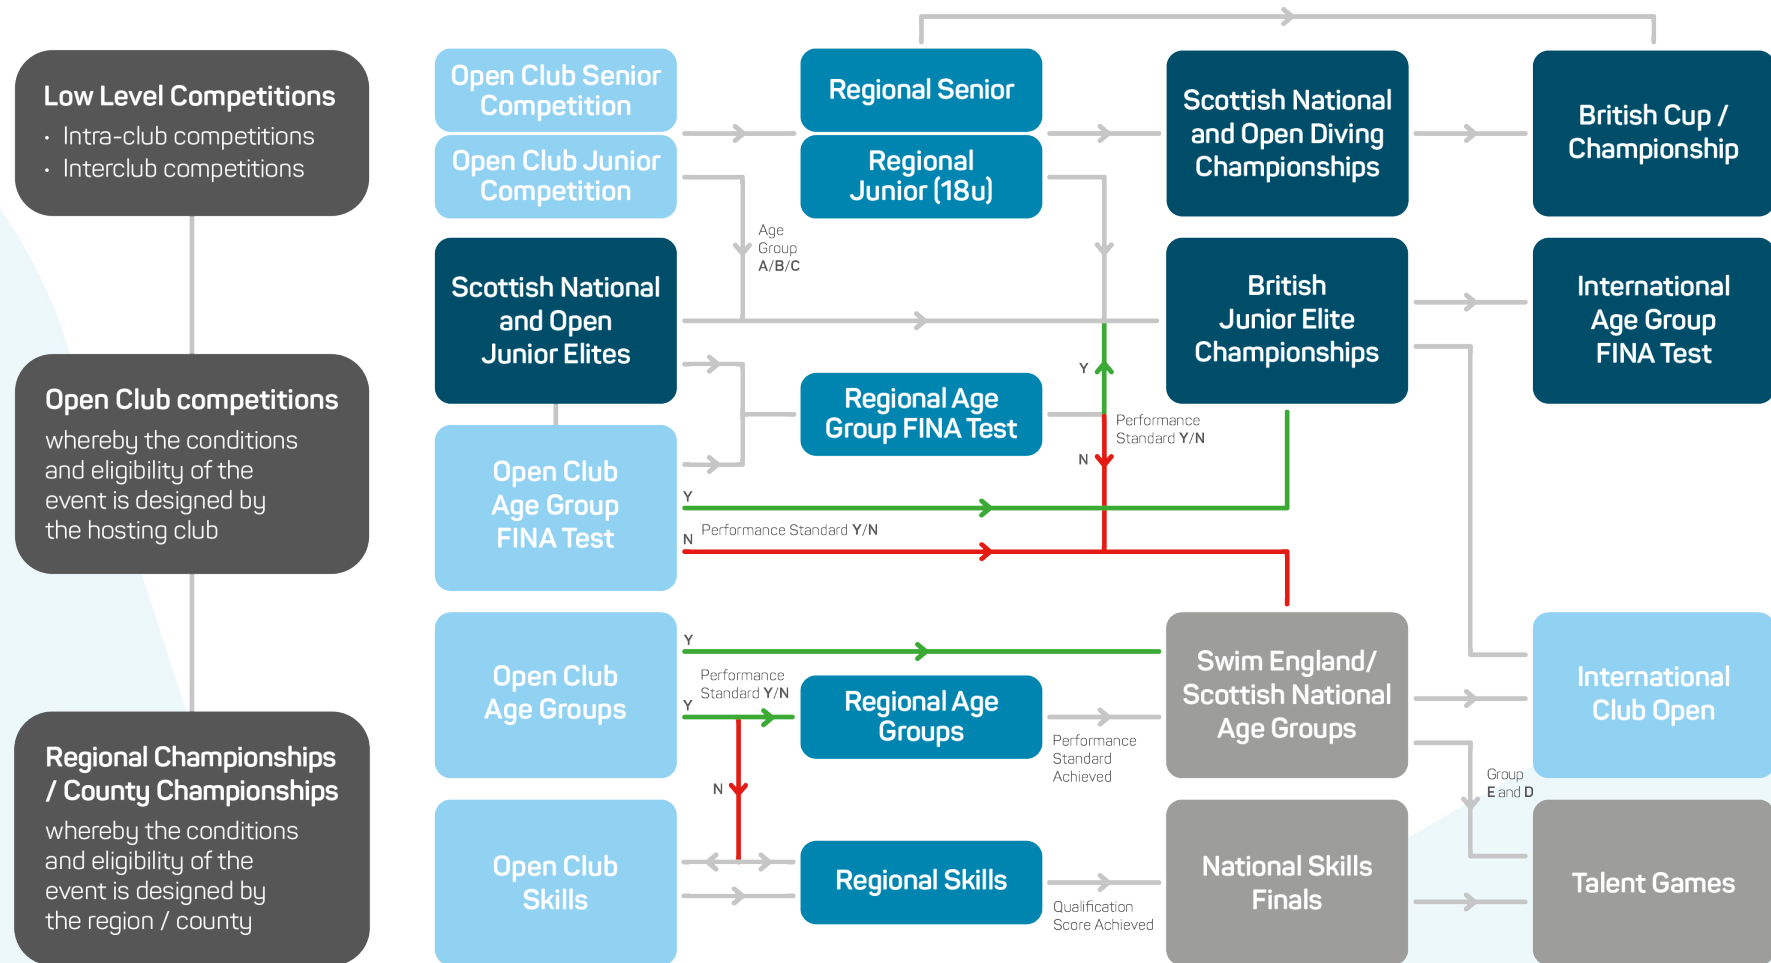 Low Level Competitions
· Intra-club competitions
· Interclub competitions
Open Club competitions
whereby the conditions
and eligibility of the
event is designed by
the hosting club
Regional Championships
/ County Championships
whereby the conditions
and eligibility of the
event is designed by
the region / county
Open Club Senior
Competition
Open Club Junior
Competition
Regional Senior
Regional
Junior (18u)
Scottish National
and Open Diving
Championships
British Cup /
Championship
Age
Group
A/B/C
Scottish National
and Open
Junior Elites
British
Junior Elite
Championships
International
Age Group
FINA Test
Regional Age
Group FINA Test
Y
Performance
Standard Y/N
N
Open Club
Age Group
FINA Test
Y
N
Performance Standard Y/N
Open Club
Age Groups
Y
Performance
Standard Y/N
Y
N
Regional Age
Groups
Performance
Standard
Achieved
Swim England/
Scottish National
Age Groups
International
Club Open
Group
E and D
Open Club
Skills
Regional Skills
Qualification
Score Achieved
National Skills
Finals
Talent Games